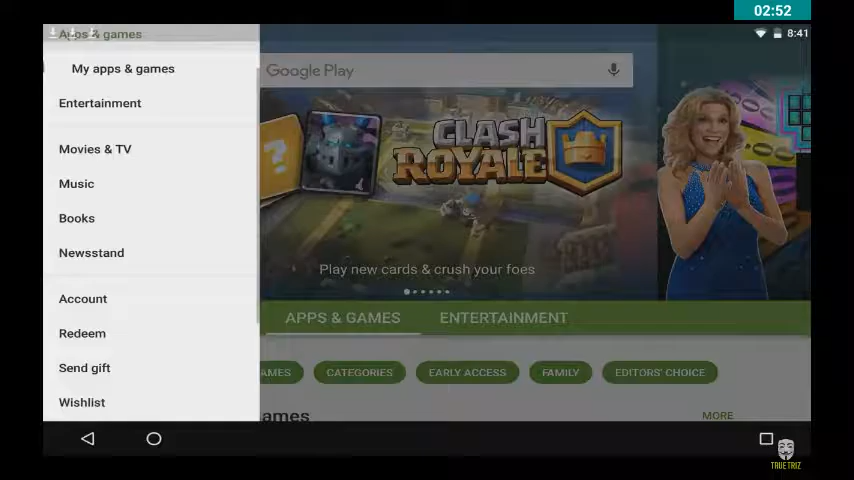 02:52
8:41
Apps & games
My apps & games
Entertainment
Movies & TV
Music
Books
Newsstand
Account
Redeem
Send gift
Wishlist
Google Play
CLASH
ROYALE
Play new cards & crush your foes
APPS & GAMES
ENTERTAINMENT
AMES
CATEGORIES
EARLY ACCESS
FAMILY
EDITORS' CHOICE
ames
MORE
TRUETRIZ